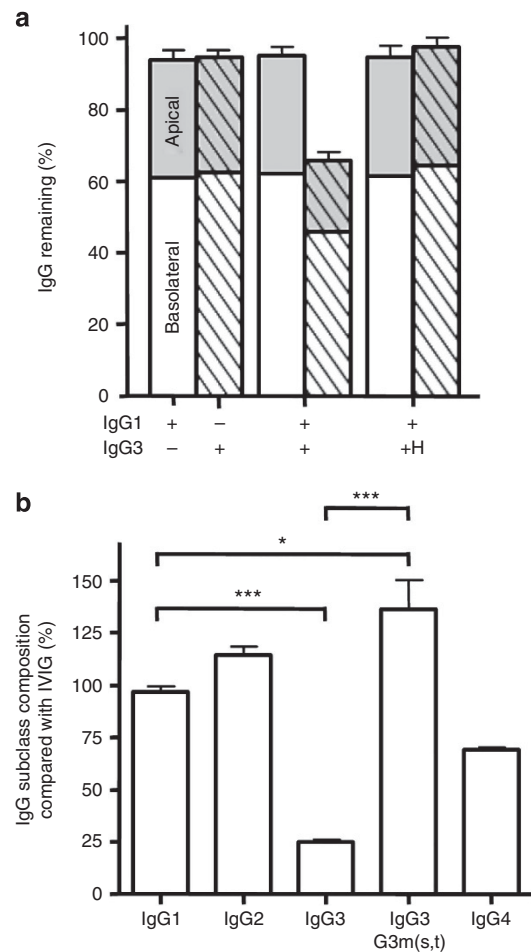 a
IgG remaining (%)
100
80
60
40
20
0
Apical
Basolateral
IgG1 + – +  +
IgG3 – + + +H
b
IgG subclass composition
compared with IVIG (%)
150
125
100
75
50
25
0
***
*
***
IgG1 IgG2 IgG3 IgG3 IgG4
G3m(s,t)